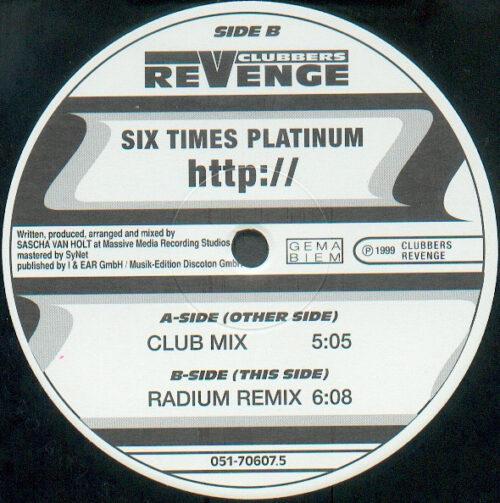 SIDE B
CLUBBERS
REVENGE
SIX TIMES PLATINUM
http://
Written, produced, arranged and mixed by
SASCHA VAN HOLT at Massive Media Recording Studios
mastered by SyNet
published by I & EAR GmbH / Musik-Edition Discoton GmbH
GEMA
BIEM
Ⓟ 1999 CLUBBERS
REVENGE
A-SIDE (OTHER SIDE)
CLUB MIX 5:05
B-SIDE (THIS SIDE)
RADIUM REMIX 6:08
051-70607.5